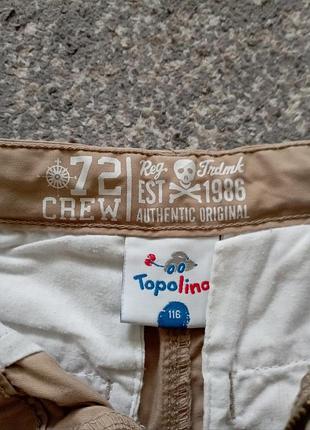 72
CREW
Reg Trdmk
EST 1986
AUTHENTIC ORIGINAL
Topolino
116